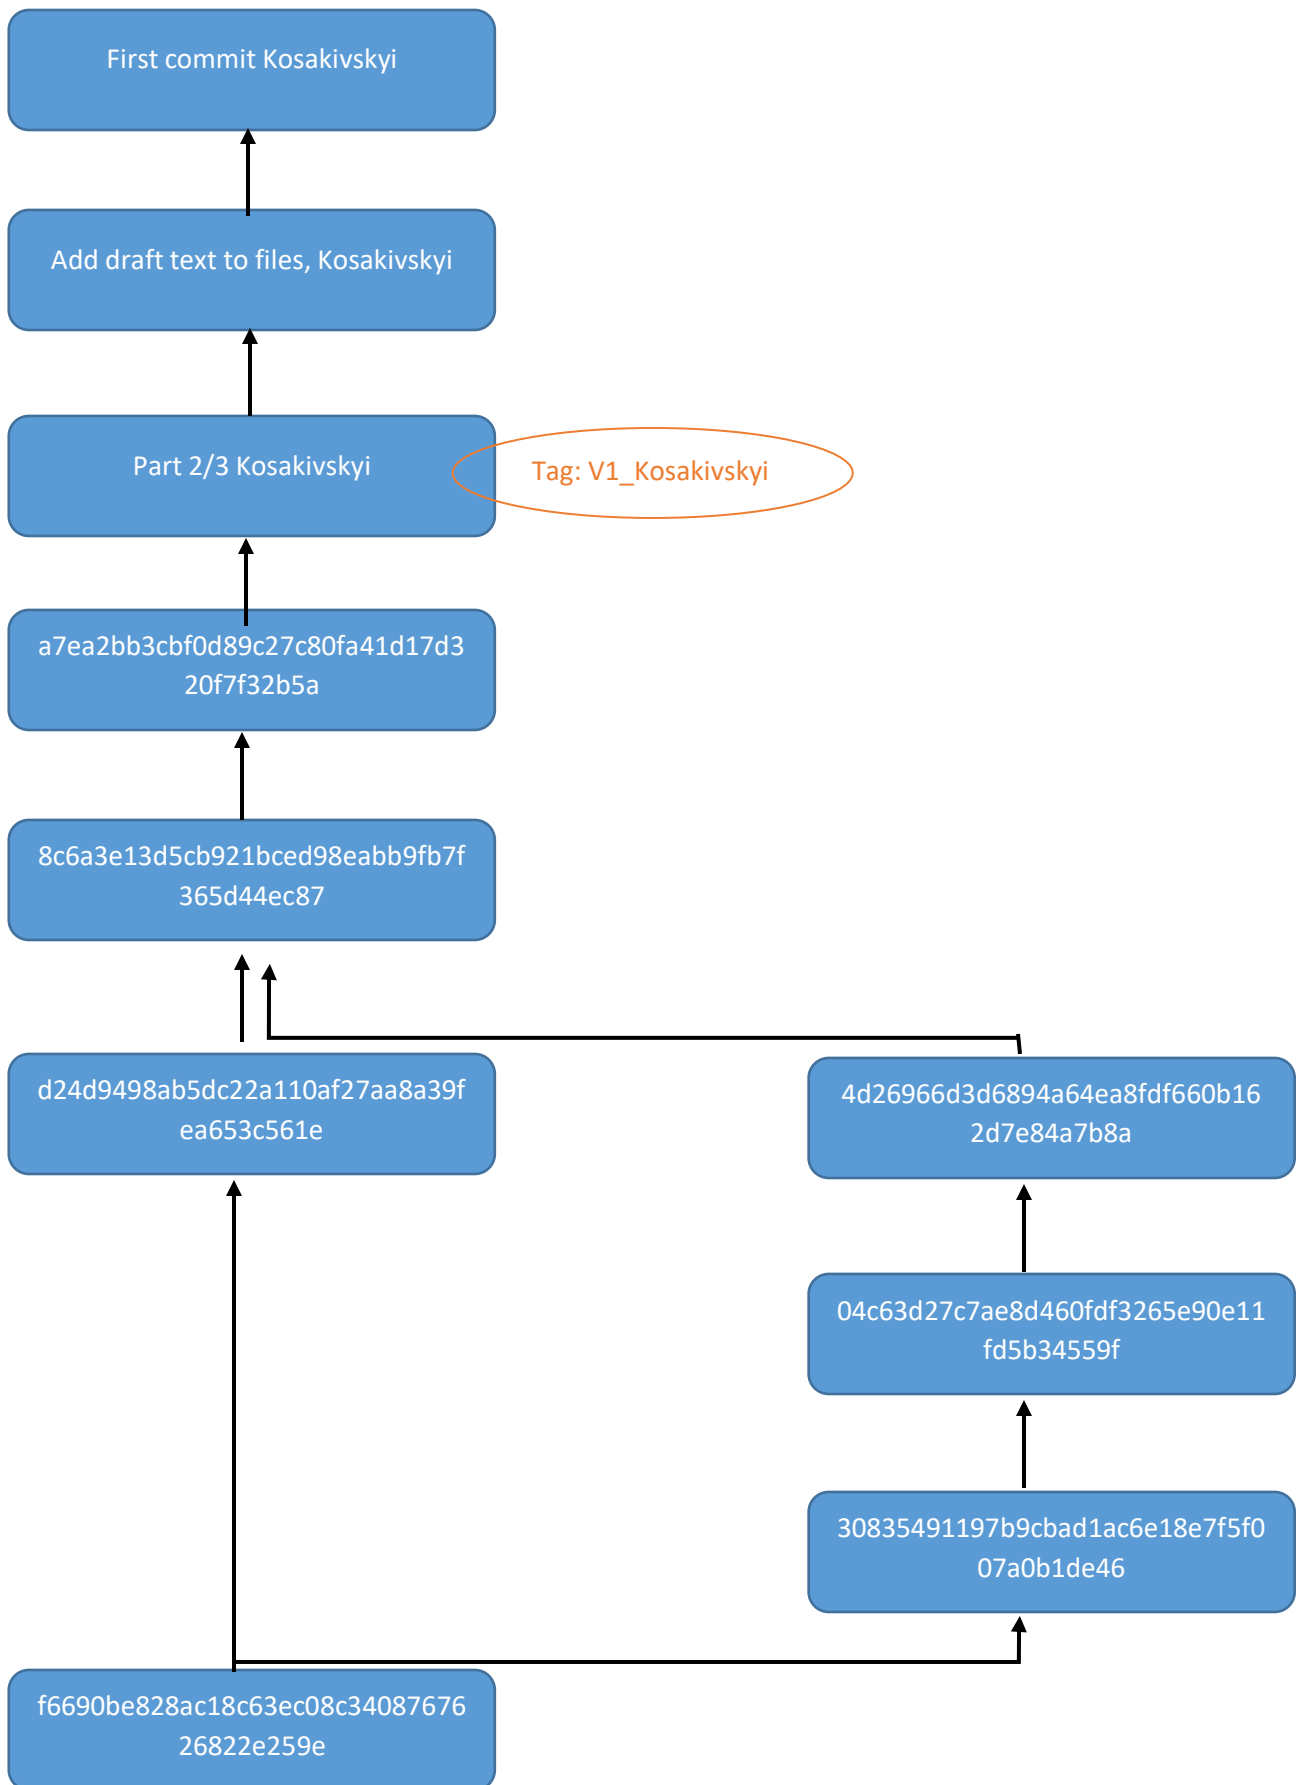 First commit Kosakivskyi
Add draft text to files, Kosakivskyi
Part 2/3 Kosakivskyi
Tag: V1_Kosakivskyi
a7ea2bb3cbf0d89c27c80fa41d17d3
20f7f32b5a
8c6a3e13d5cb921bced98eabb9fb7f
365d44ec87
d24d9498ab5dc22a110af27aa8a39f
ea653c561e
4d26966d3d6894a64ea8fdf660b16
2d7e84a7b8a
04c63d27c7ae8d460fdf3265e90e11
fd5b34559f
30835491197b9cbad1ac6e18e7f5f0
07a0b1de46
f6690be828ac18c63ec08c34087676
26822e259e